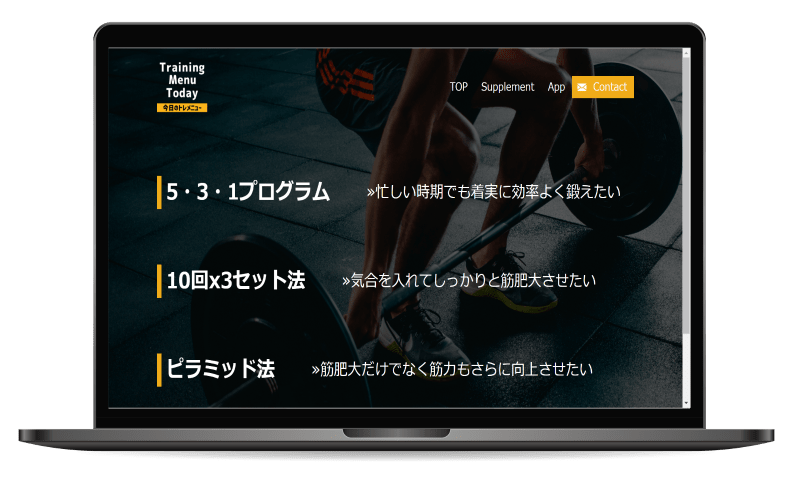 Training
Menu
Today
今日のトレメニュー
TOP Supplement App Contact
5・3・1プログラム »忙しい時期でも着実に効率よく鍛えたい
10回x3セット法 »気合を入れてしっかりと筋肥大させたい
ピラミッド法 »筋肥大だけでなく筋力もさらに向上させたい